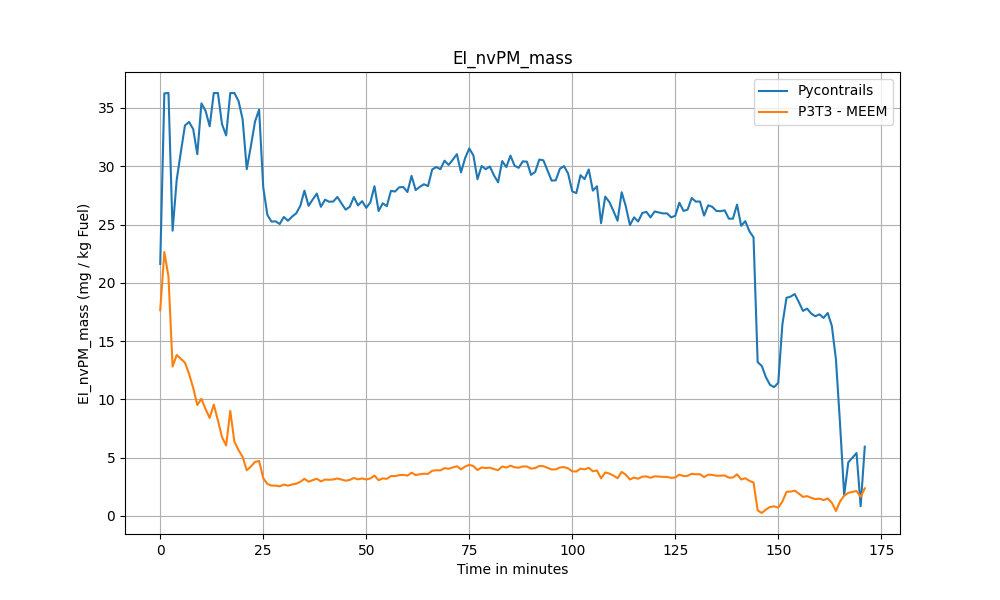 EI_nvPM_mass
Pycontrails
P3T3 - MEEM
EI_nvPM_mass (mg / kg Fuel)
35
30
25
20
15
10
5
0
0 25 50 75 100 125 150 175
Time in minutes